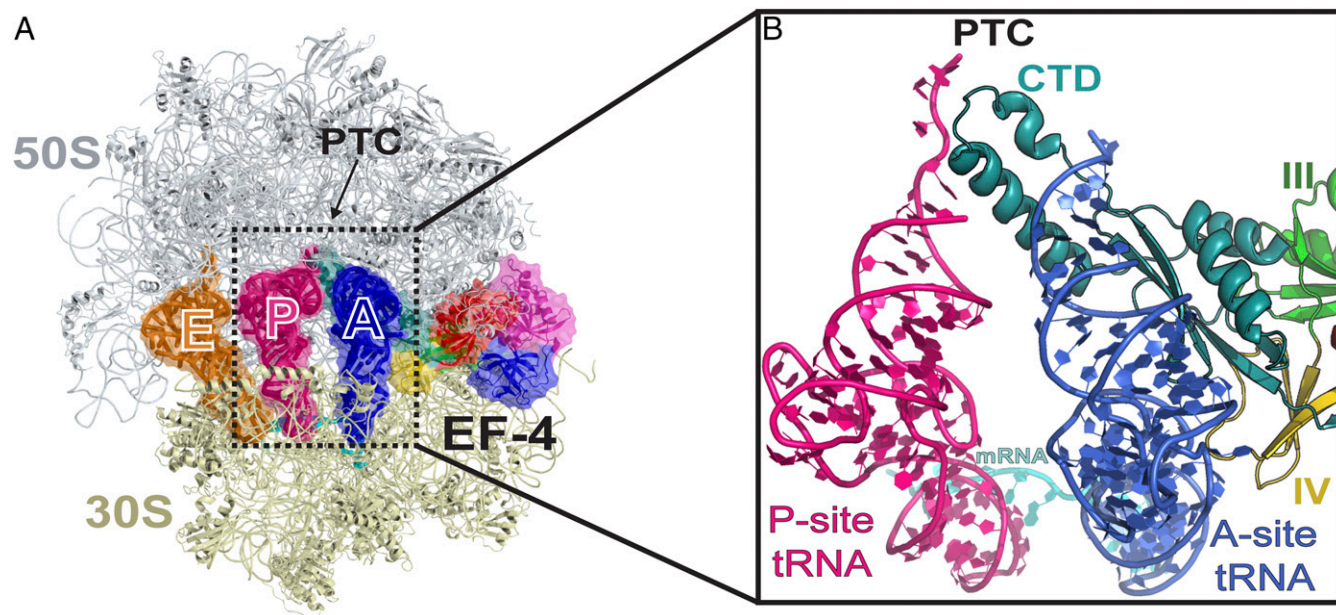 A
50S
PTC
E
P
A
EF-4
30S
B
PTC
CTD
III
mRNA
IV
P-site
tRNA
A-site
tRNA